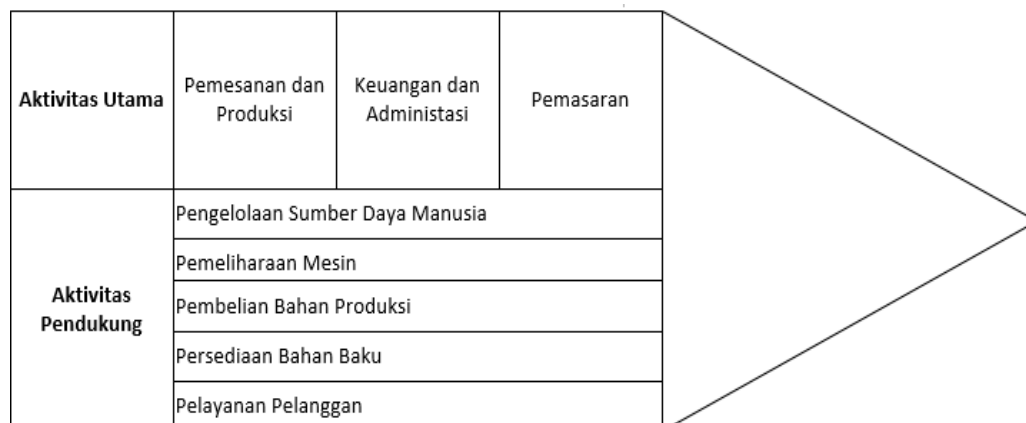 Aktivitas Utama
Pemesanan dan
Produksi
Keuangan dan
Administasi
Pemasaran
Aktivitas
Pendukung
Pengelolaan Sumber Daya Manusia
Pemeliharaan Mesin
Pembelian Bahan Produksi
Persediaan Bahan Baku
Pelayanan Pelanggan